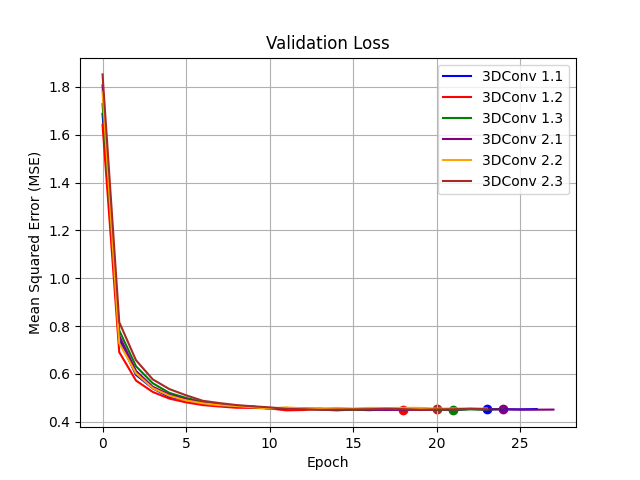 Validation Loss
Mean Squared Error (MSE)
1.8
1.6
1.4
1.2
1.0
0.8
0.6
0.4
3DConv 1.1
3DConv 1.2
3DConv 1.3
3DConv 2.1
3DConv 2.2
3DConv 2.3
0 5 10 15 20 25
Epoch